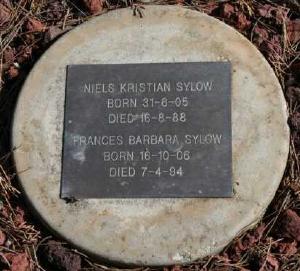 NIELS KRISTIAN SYLOW
BORN 31-8-05
DIED 16-8-88
FRANCES BARBARA SYLOW
BORN 16-10-06
DIED 7-4-94